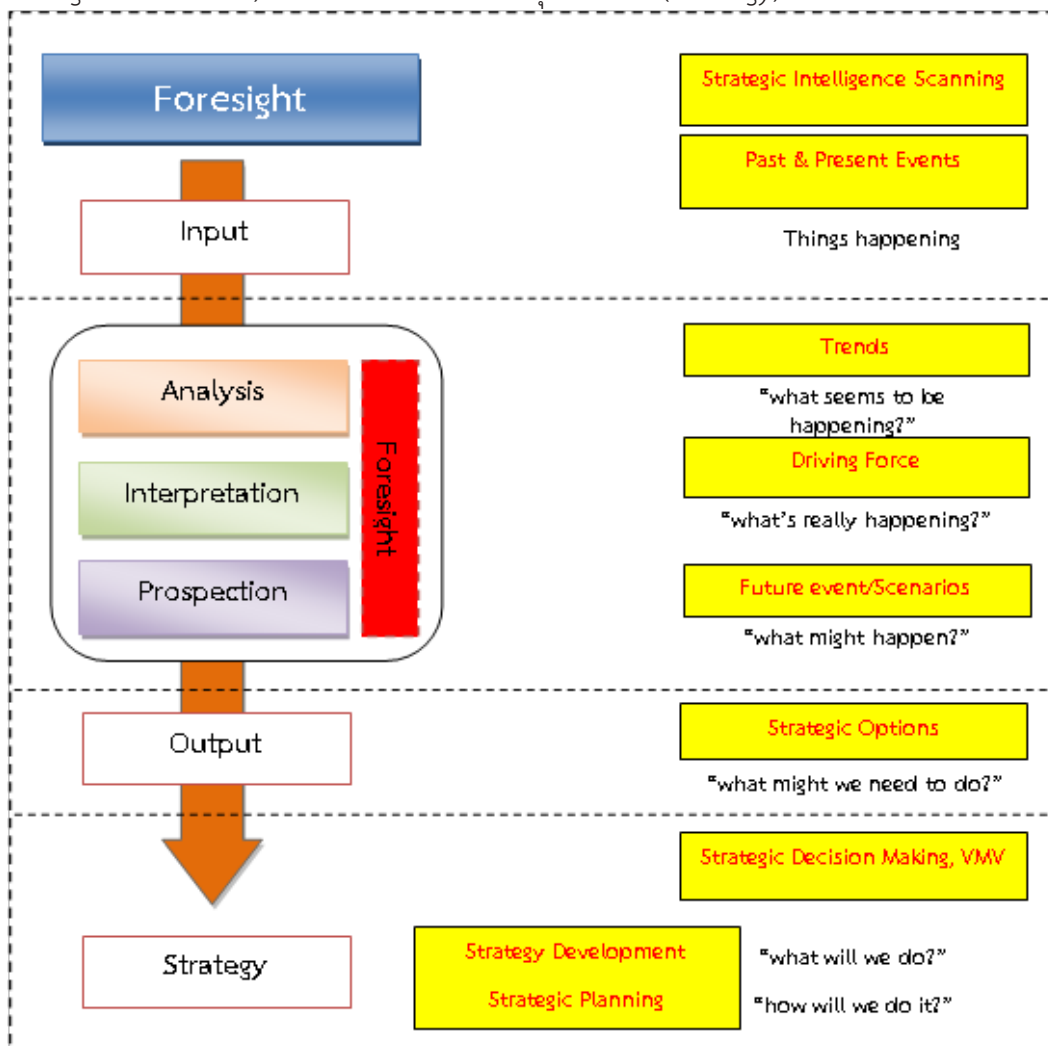 Foresight
Strategic Intelligence Scanning
Past & Present Events
Input
Things happening
Trends
Analysis
"what seems to be
happening?"
Foresight
Driving Force
Interpretation
"what's really happening?"
Prospection
Future event/Scenarios
"what might happen?"
Output
Strategic Options
"what might we need to do?"
Strategic Decision Making, VMV
Strategy
Strategy Development
"what will we do?"
Strategic Planning
"how will we do it?"